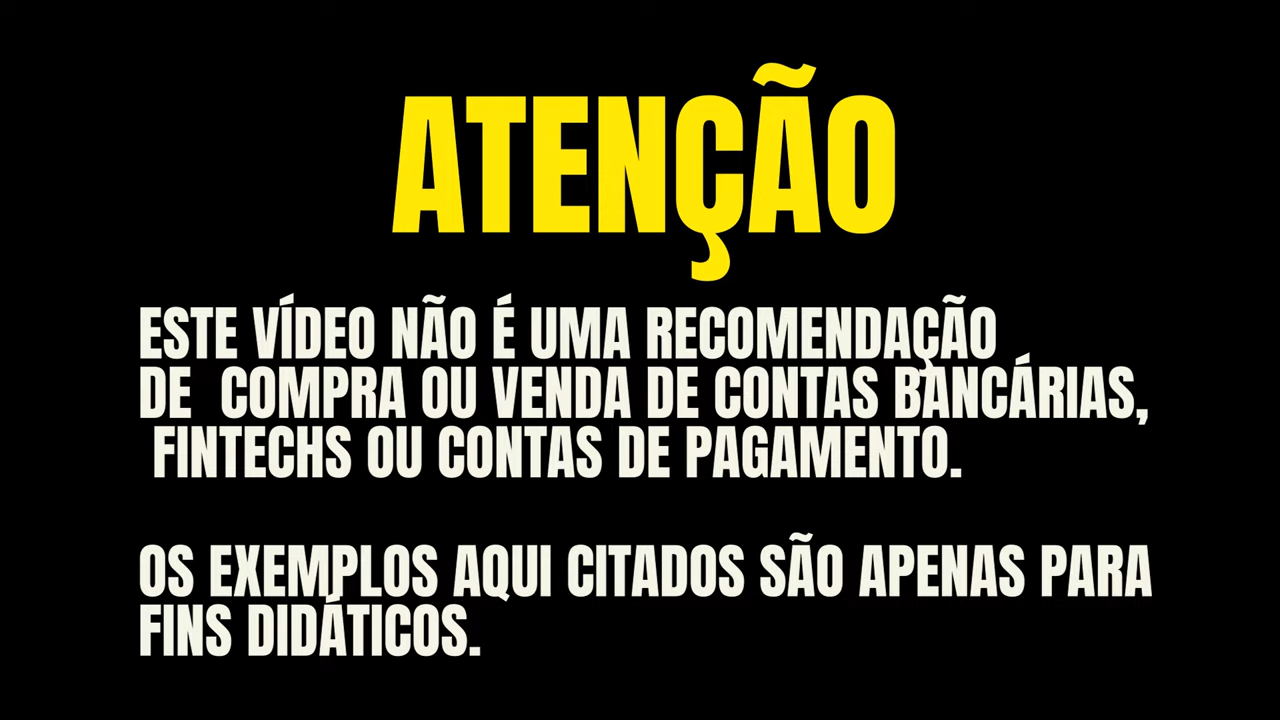 ATENÇÃO
ESTE VÍDEO NÃO É UMA RECOMENDAÇÃO
DE COMPRA OU VENDA DE CONTAS BANCÁRIAS,
FINTECHS OU CONTAS DE PAGAMENTO.
OS EXEMPLOS AQUI CITADOS SÃO APENAS PARA
FINS DIDÁTICOS.